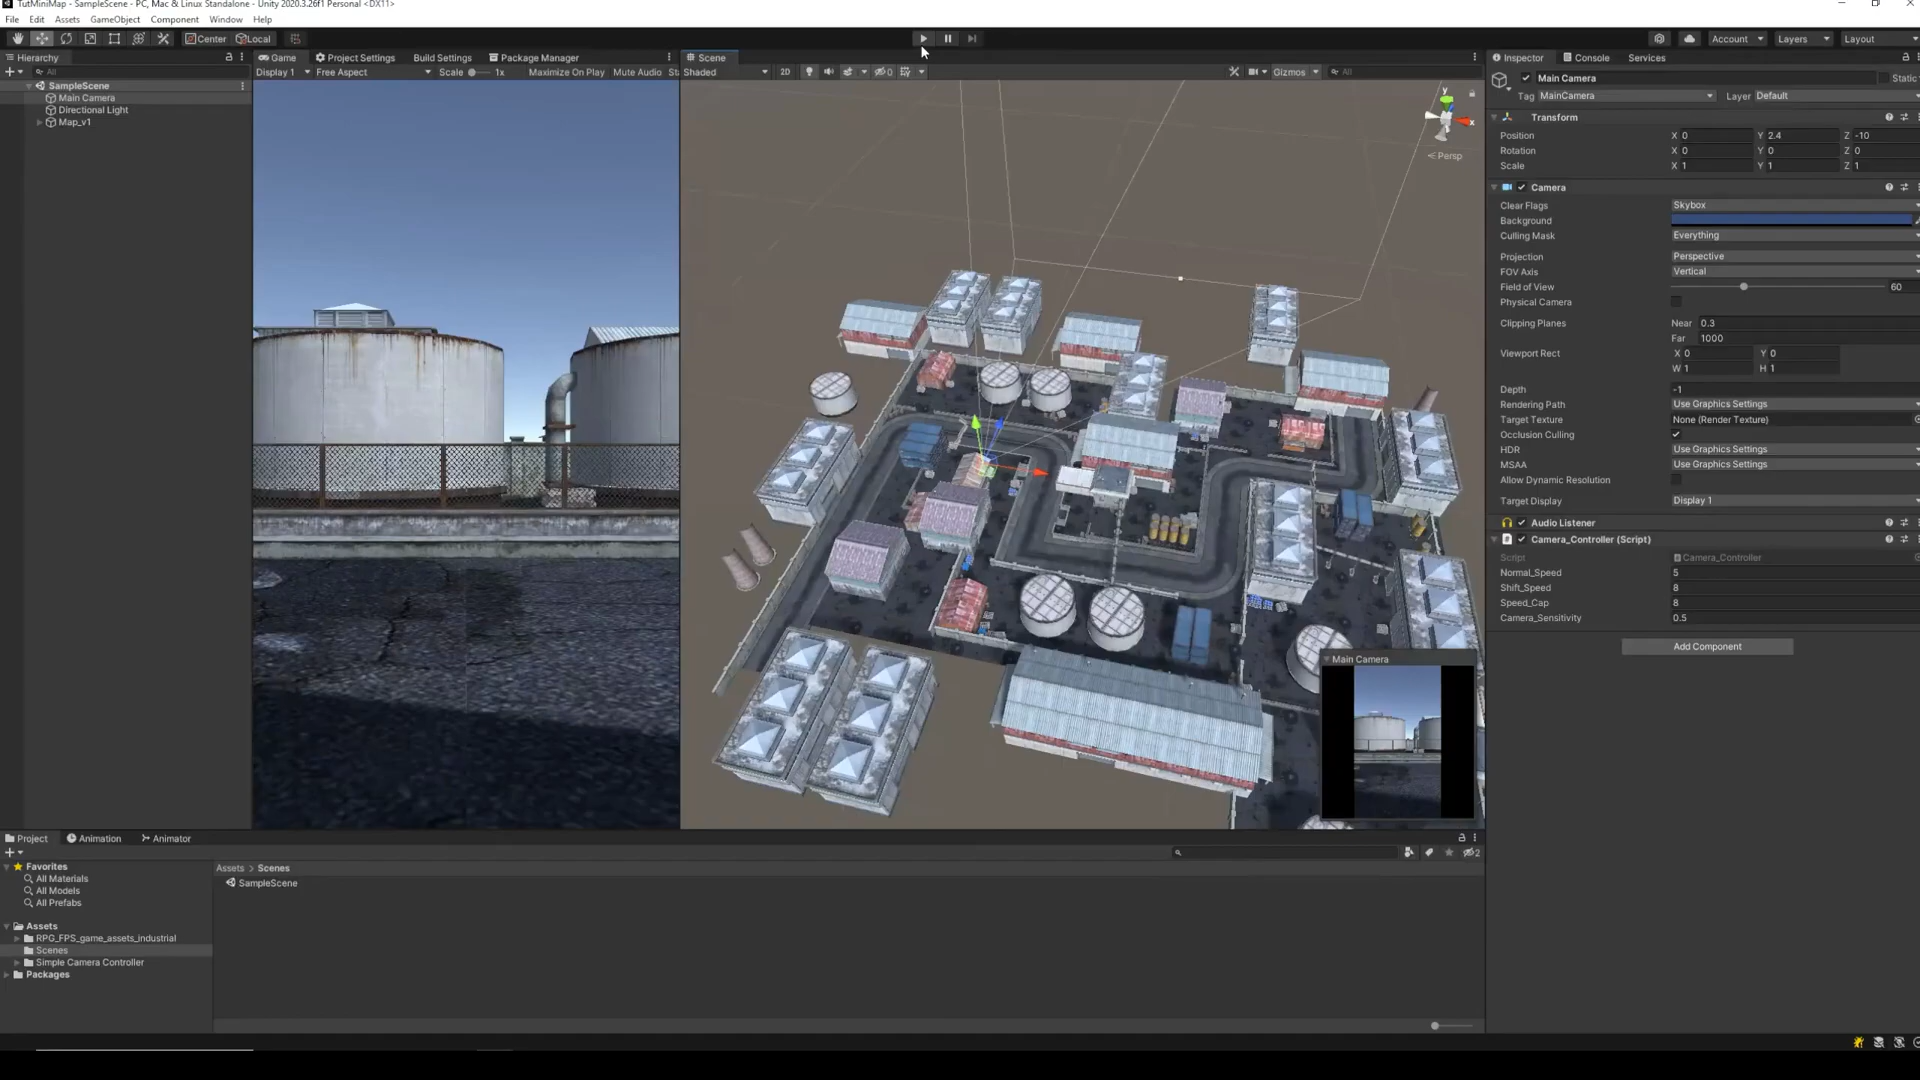 TutMiniMap - SampleScene - PC, Mac & Linux Standalone - Unity 2020.3.26f1 Personal <DX11>
File Edit Assets GameObject Component Window Help
Center Local Account Layers Layout
Hierarchy
All
SampleScene
Main Camera
Directional Light
Map_v1
Game Project Settings Build Settings Package Manager
Display 1 Free Aspect Scale 1x Maximize On Play Mute Audio
Scene
Shaded 2D 0 Gizmos All
y
x
Persp
Main Camera
Inspector Console Services
Main Camera Static
Tag MainCamera Layer Default
Transform
Position X 0 Y 2.4 Z -10
Rotation X 0 Y 0 Z 0
Scale X 1 Y 1 Z 1
Camera
Clear Flags Skybox
Background
Culling Mask Everything
Projection Perspective
FOV Axis Vertical
Field of View 60
Physical Camera
Clipping Planes Near 0.3
Far 1000
Viewport Rect X 0 Y 0
W 1 H 1
Depth -1
Rendering Path Use Graphics Settings
Target Texture None (Render Texture)
Occlusion Culling
HDR Use Graphics Settings
MSAA Use Graphics Settings
Allow Dynamic Resolution
Target Display Display 1
Audio Listener
Camera_Controller (Script)
Script Camera_Controller
Normal_Speed 5
Shift_Speed 8
Speed_Cap 8
Camera_Sensitivity 0.5
Add Component
Project Animation Animator
2
Favorites
All Materials
All Models
All Prefabs
Assets
RPG_FPS_game_assets_industrial
Scenes
Simple Camera Controller
Packages
Assets > Scenes
SampleScene